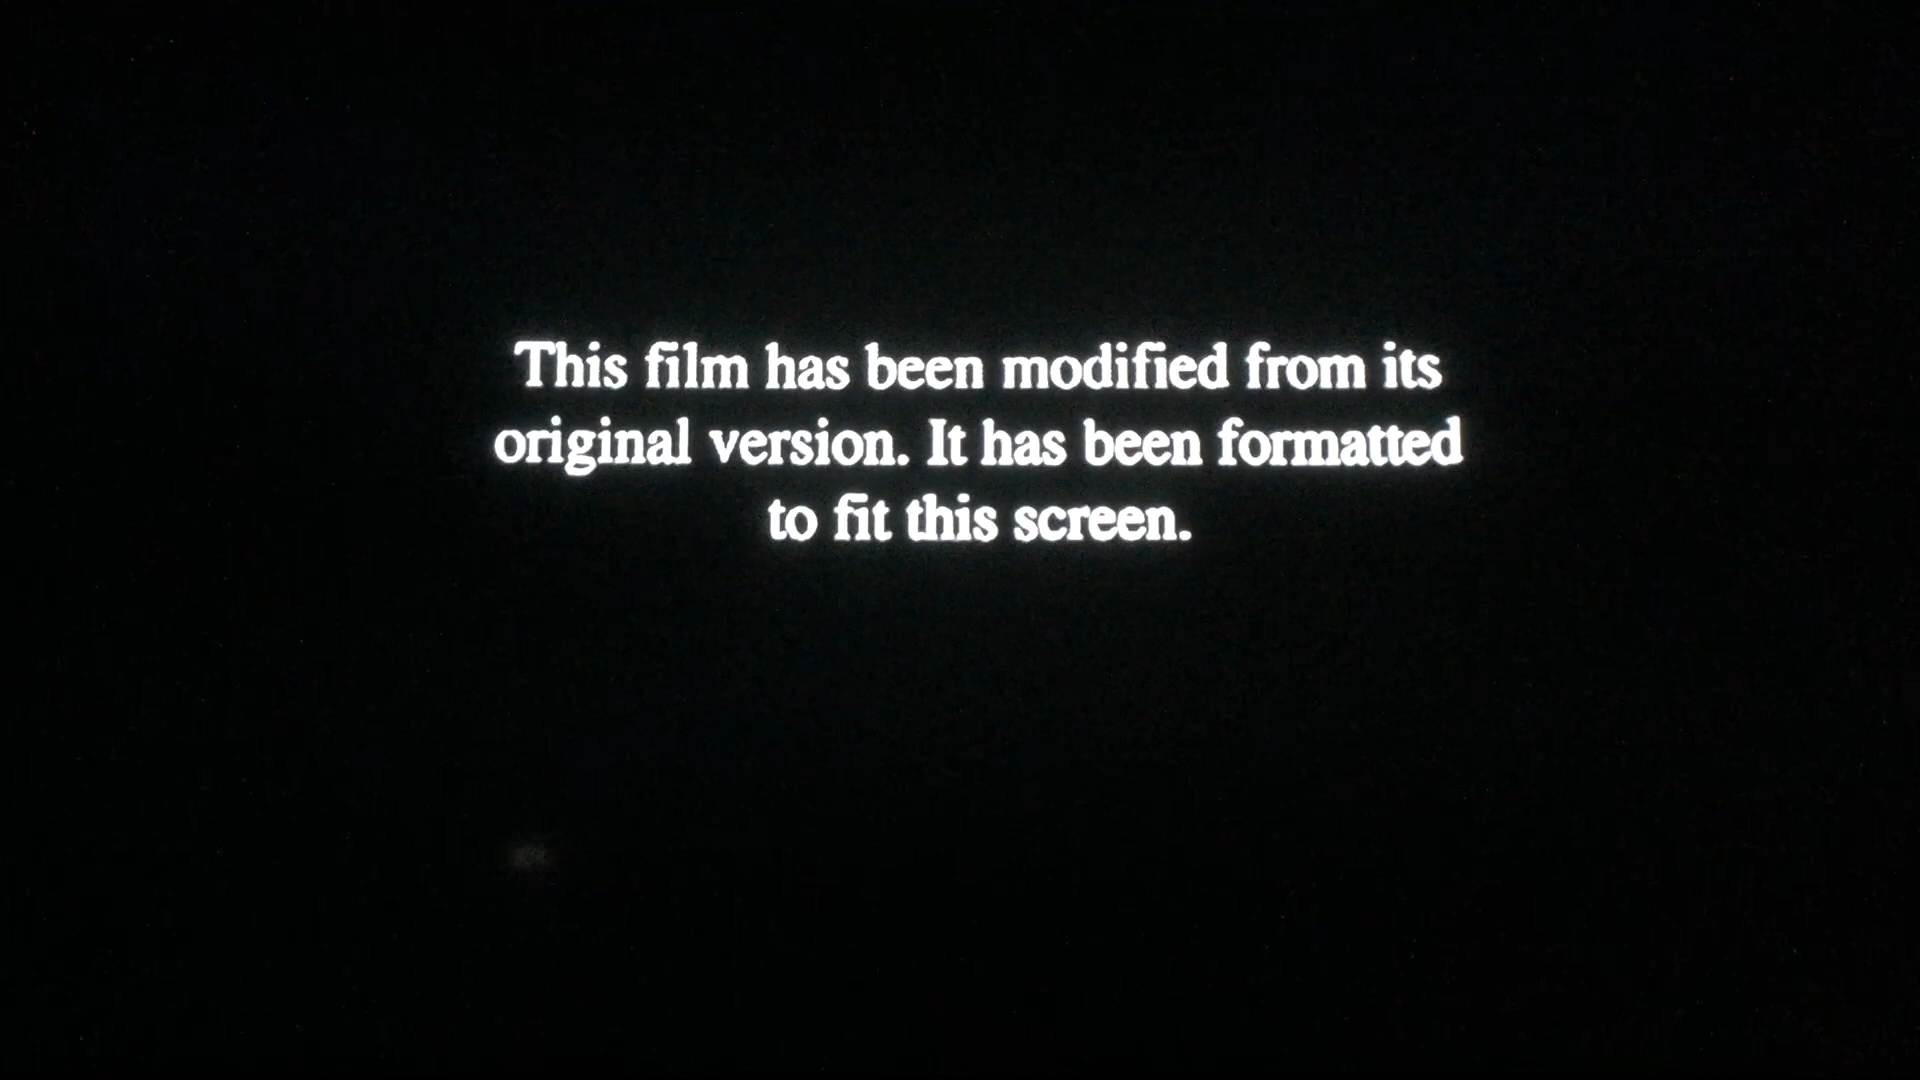 This film has been modified from its
original version. It has been formatted
to fit this screen.